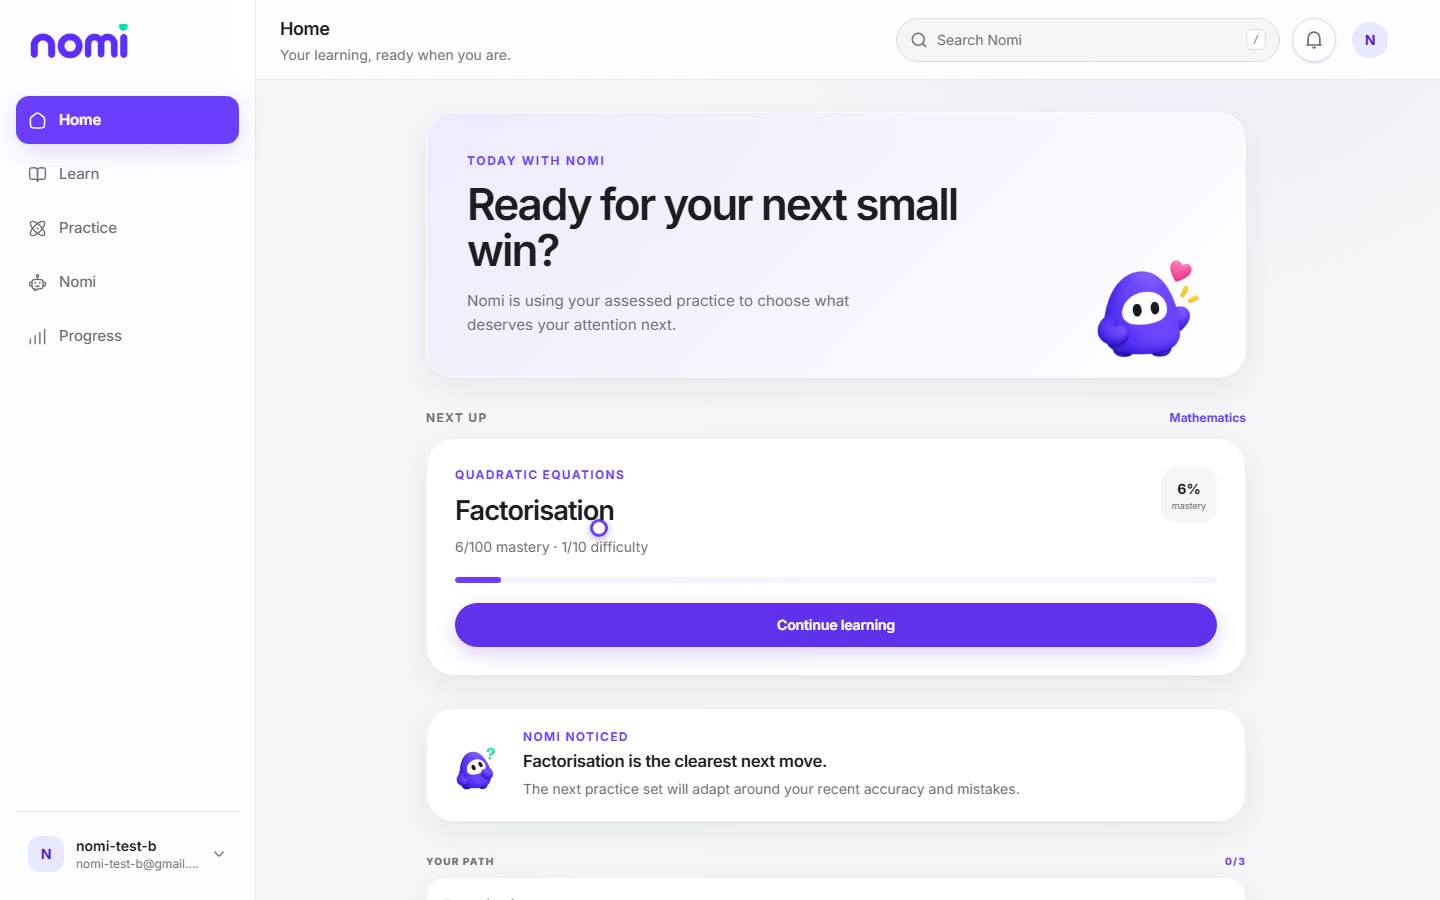 nomi
Home
Learn
Practice
Nomi
Progress
nomi-test-b
nomi-test-b@gmail....
N
Home
Your learning, ready when you are.
Search Nomi
/
N
TODAY WITH NOMI
Ready for your next small
win?
Nomi is using your assessed practice to choose what
deserves your attention next.
NEXT UP
Mathematics
QUADRATIC EQUATIONS
Factorisation
6/100 mastery · 1/10 difficulty
6%
mastery
Continue learning
?
NOMI NOTICED
Factorisation is the clearest next move.
The next practice set will adapt around your recent accuracy and mistakes.
YOUR PATH
0/3